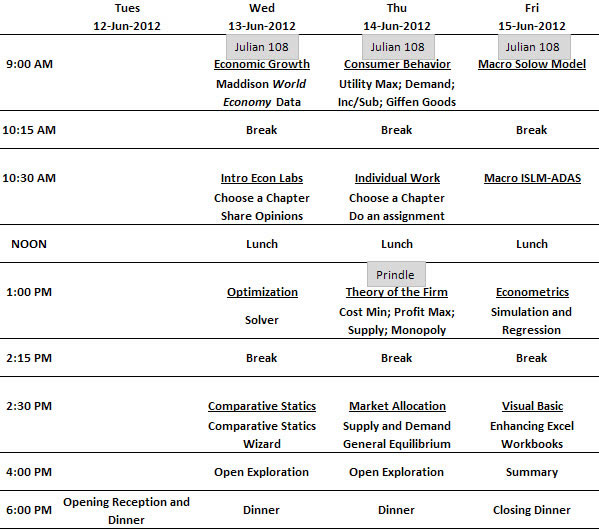 Tues Wed Thu Fri
12-Jun-2012 13-Jun-2012 14-Jun-2012 15-Jun-2012
Julian 108 Julian 108 Julian 108
9:00 AM Economic Growth Consumer Behavior Macro Solow Model
Maddison World Utility Max; Demand;
Economy Data Inc/Sub; Giffen Goods
10:15 AM Break Break Break
10:30 AM Intro Econ Labs Individual Work Macro ISLM-ADAS
Choose a Chapter Choose a Chapter
Share Opinions Do an assignment
NOON Lunch Lunch Lunch
Prindle
1:00 PM Optimization Theory of the Firm Econometrics
Solver Cost Min; Profit Max; Simulation and
Supply; Monopoly Regression
2:15 PM Break Break Break
2:30 PM Comparative Statics Market Allocation Visual Basic
Comparative Statics Supply and Demand Enhancing Excel
Wizard General Equilibrium Workbooks
4:00 PM Open Exploration Open Exploration Summary
6:00 PM Opening Reception and Dinner Dinner Dinner Closing Dinner